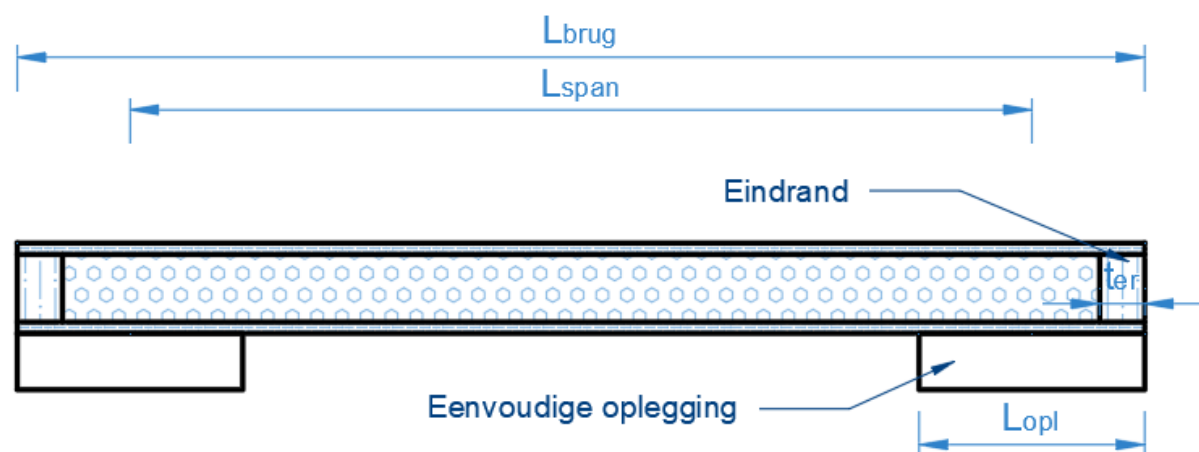 Lbrug
Lspan
Eindrand
ter
Eenvoudige oplegging
Lopl